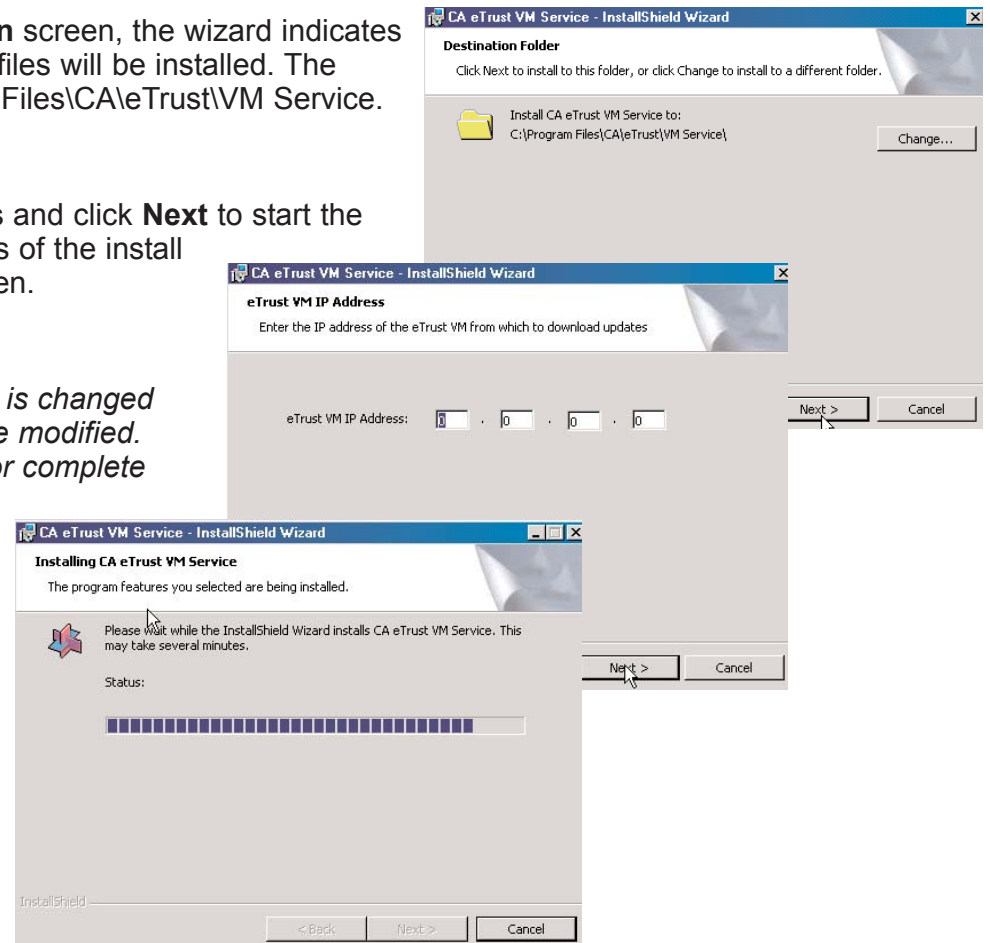 n screen, the wizard indicates
files will be installed. The
Files\CA\eTrust\VM Service.
s and click Next to start the
s of the install
en.
is changed
e modified.
or complete
CA eTrust VM Service - InstallShield Wizard
Destination Folder
Click Next to install to this folder, or click Change to install to a different folder.
Install CA eTrust VM Service to:
C:\Program Files\CA\eTrust\VM Service\
Change...
Next >
Cancel
CA eTrust VM Service - InstallShield Wizard
eTrust VM IP Address
Enter the IP address of the eTrust VM from which to download updates
eTrust VM IP Address: 0 . 0 . 0 . 0
Next >
Cancel
CA eTrust VM Service - InstallShield Wizard
Installing CA eTrust VM Service
The program features you selected are being installed.
Please wait while the InstallShield Wizard installs CA eTrust VM Service. This
may take several minutes.
Status:
InstallShield
< Back
Next >
Cancel